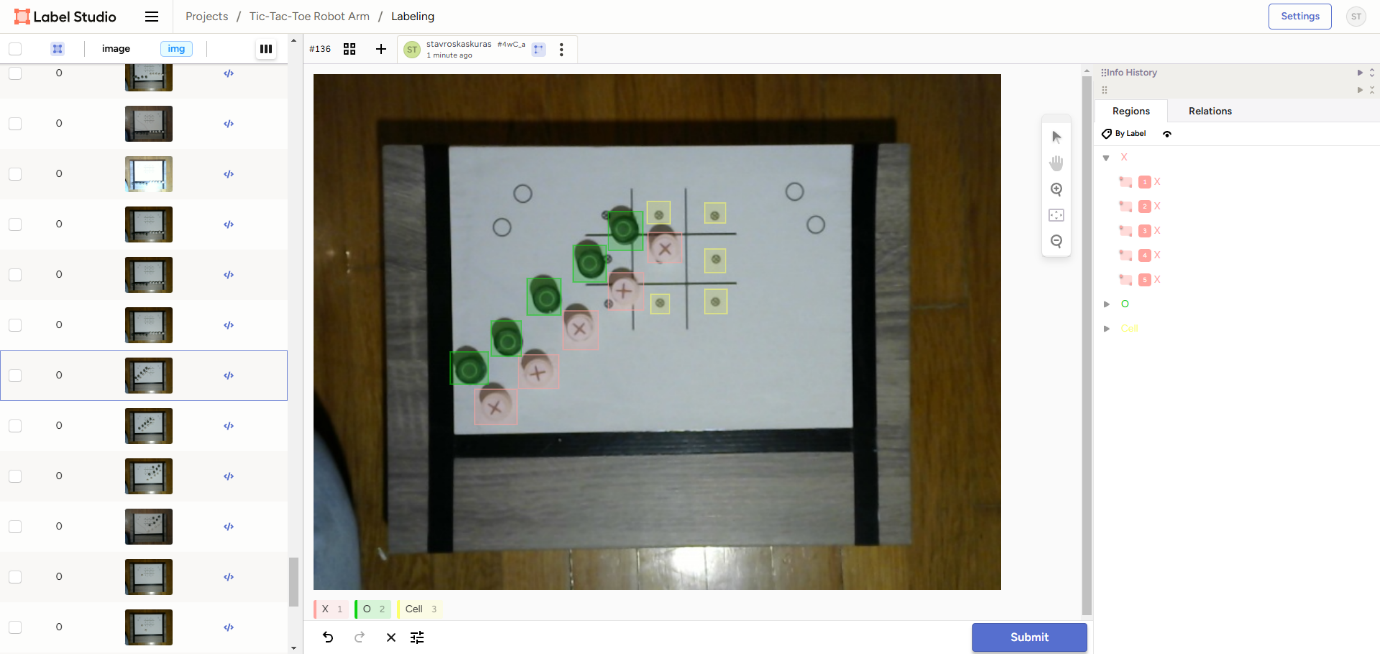 Label Studio
Projects / Tic-Tac-Toe Robot Arm / Labeling
Settings
ST
image
img
#136
ST
stavroskaskuras #4wC_a
1 minute ago
Info History
Regions
Relations
By Label
X
1 X
2 X
3 X
4 X
5 X
O
Cell
0
0
0
0
0
0
0
0
0
0
0
0
X 1
O 2
Cell 3
Submit